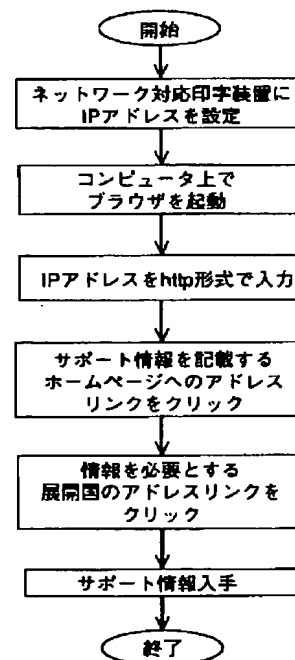 開始
ネットワーク対応印字装置に
IPアドレスを設定
コンピュータ上で
ブラウザを起動
IPアドレスをhttp形式で入力
サポート情報を記載する
ホームページへのアドレス
リンクをクリック
情報を必要とする
展開国のアドレスリンクを
クリック
サポート情報入手
終了